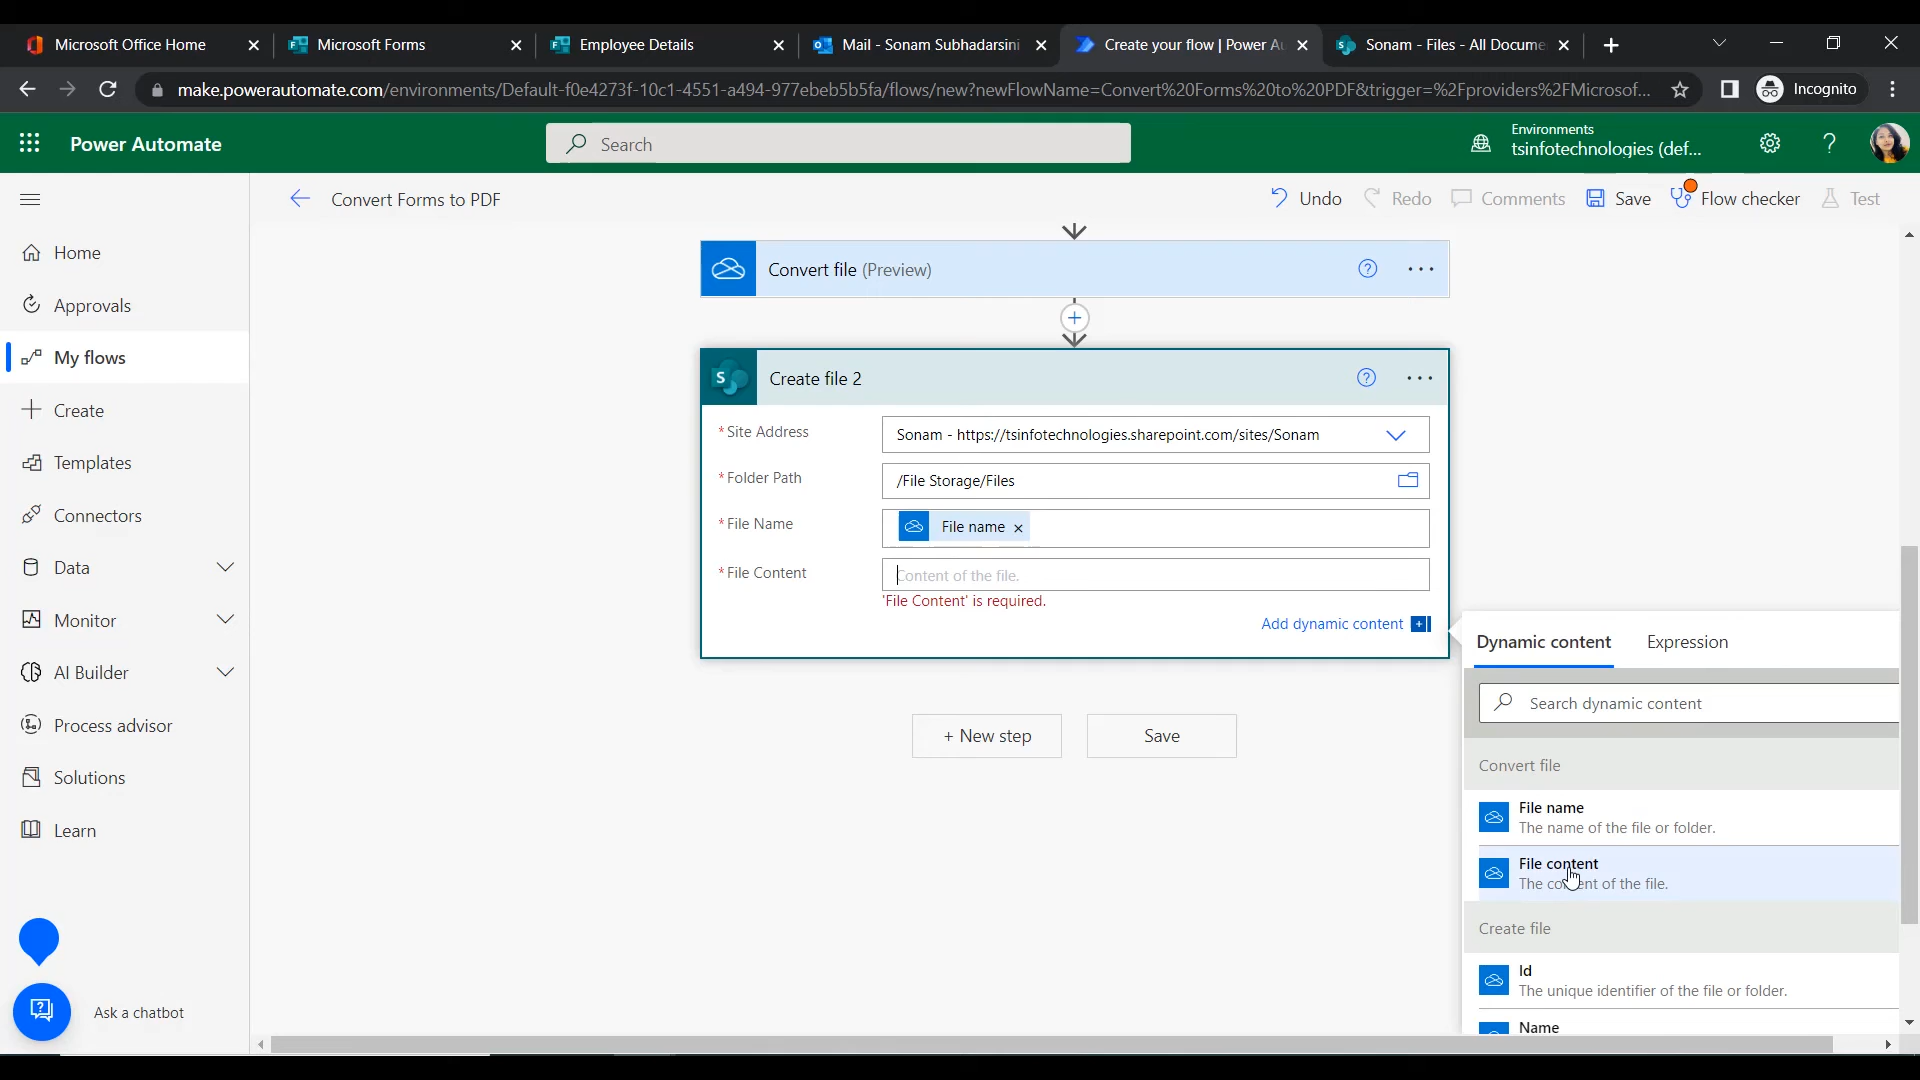 Microsoft Office Home
Microsoft Forms
Employee Details
Mail - Sonam Subhadarsini
Create your flow | Power Au
Sonam - Files - All Docume
make.powerautomate.com/environments/Default-f0e4273f-10c1-4551-a494-977ebeb5b5fa/flows/new?newFlowName=Convert%20Forms%20to%20PDF&trigger=%2Fproviders%2FMicrosof...
Incognito
Power Automate
Search
Environments
tsinfotechnologies (def...
Convert Forms to PDF
Undo
Redo
Comments
Save
Flow checker
Test
Home
Approvals
My flows
Create
Templates
Connectors
Data
Monitor
AI Builder
Process advisor
Solutions
Learn
Ask a chatbot
Convert file (Preview)
Create file 2
* Site Address
Sonam - https://tsinfotechnologies.sharepoint.com/sites/Sonam
* Folder Path
/File Storage/Files
* File Name
File name
* File Content
Content of the file.
'File Content' is required.
Add dynamic content
+ New step
Save
Dynamic content
Expression
Search dynamic content
Convert file
File name
The name of the file or folder.
File content
The content of the file.
Create file
Id
The unique identifier of the file or folder.
Name